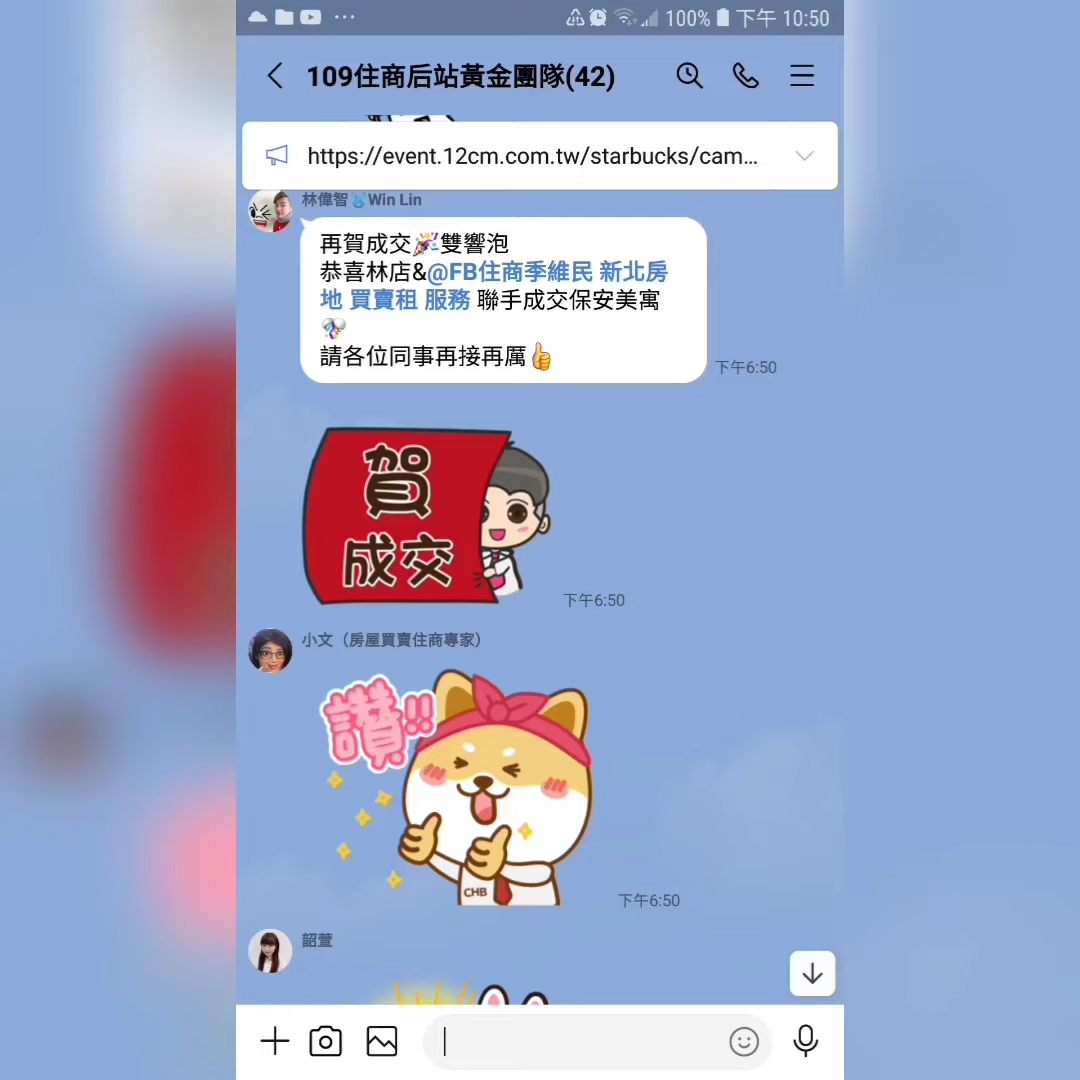 100% 下午 10:50
109住商后站黃金團隊(42)
https://event.12cm.com.tw/starbucks/cam...
林偉智 Win Lin
再賀成交🎉雙響泡
恭喜林店&@FB住商季維民 新北房
地 買賣租 服務 聯手成交保安美寓
🎊
請各位同事再接再厲👍
下午6:50
賀
成交
下午6:50
小文（房屋買賣住商專家）
讚!!
CHB
下午6:50
韶萱